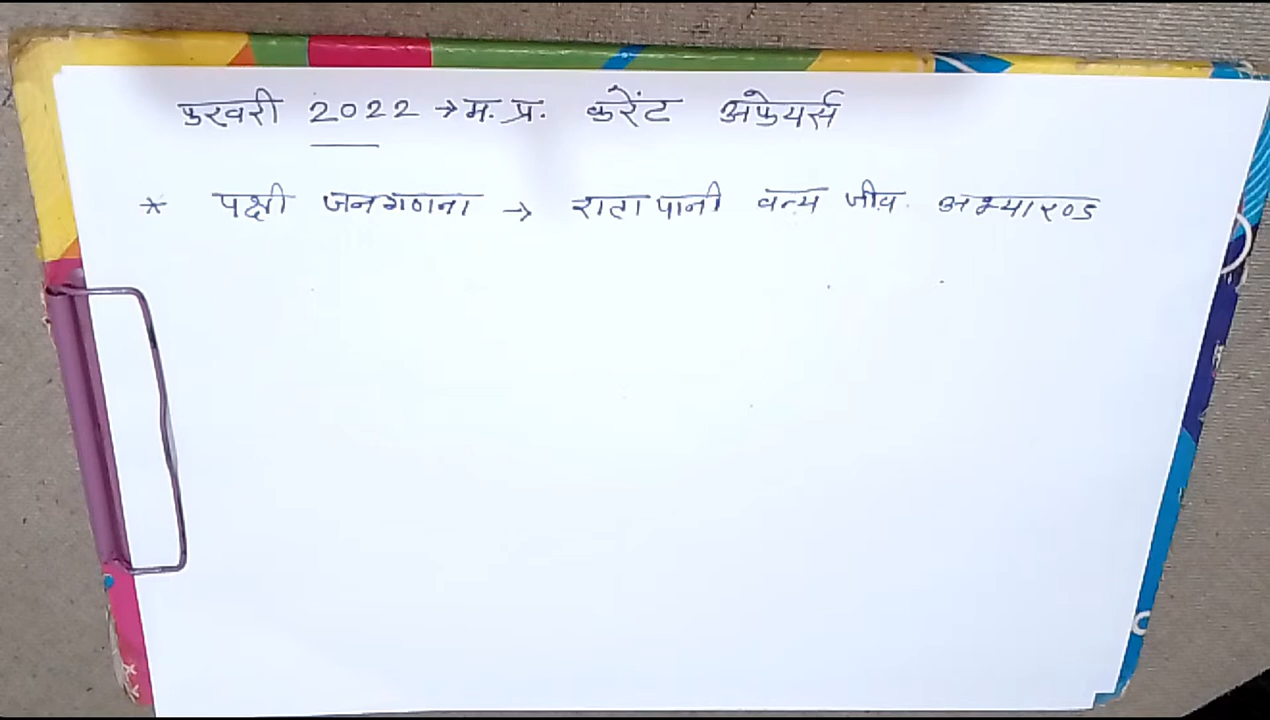 फरवरी 2022 → म. प्र. करेंट अफेयर्स
* पक्षी जनगणना → रातापानी वन्य जीव अभ्यारण्ड